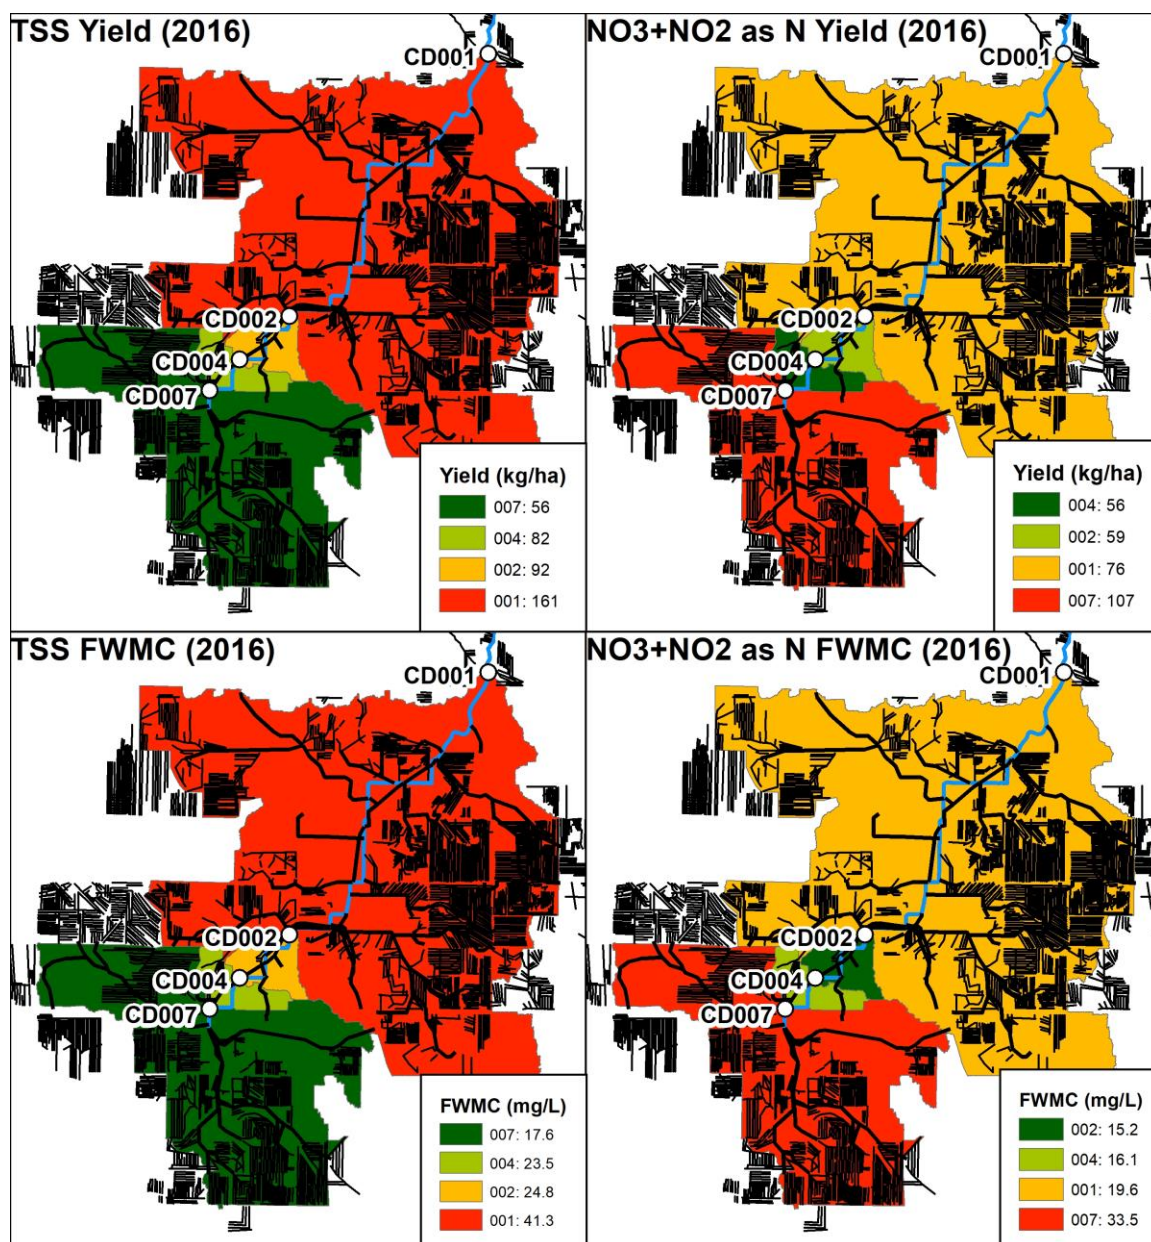 TSS Yield (2016)
CD001
CD002
CD004
CD007
Yield (kg/ha)
007: 56
004: 82
002: 92
001: 161
NO3+NO2 as N Yield (2016)
CD001
CD002
CD004
CD007
Yield (kg/ha)
004: 56
002: 59
001: 76
007: 107
TSS FWMC (2016)
CD001
CD002
CD004
CD007
FWMC (mg/L)
007: 17.6
004: 23.5
002: 24.8
001: 41.3
NO3+NO2 as N FWMC (2016)
CD001
CD002
CD004
CD007
FWMC (mg/L)
002: 15.2
004: 16.1
001: 19.6
007: 33.5